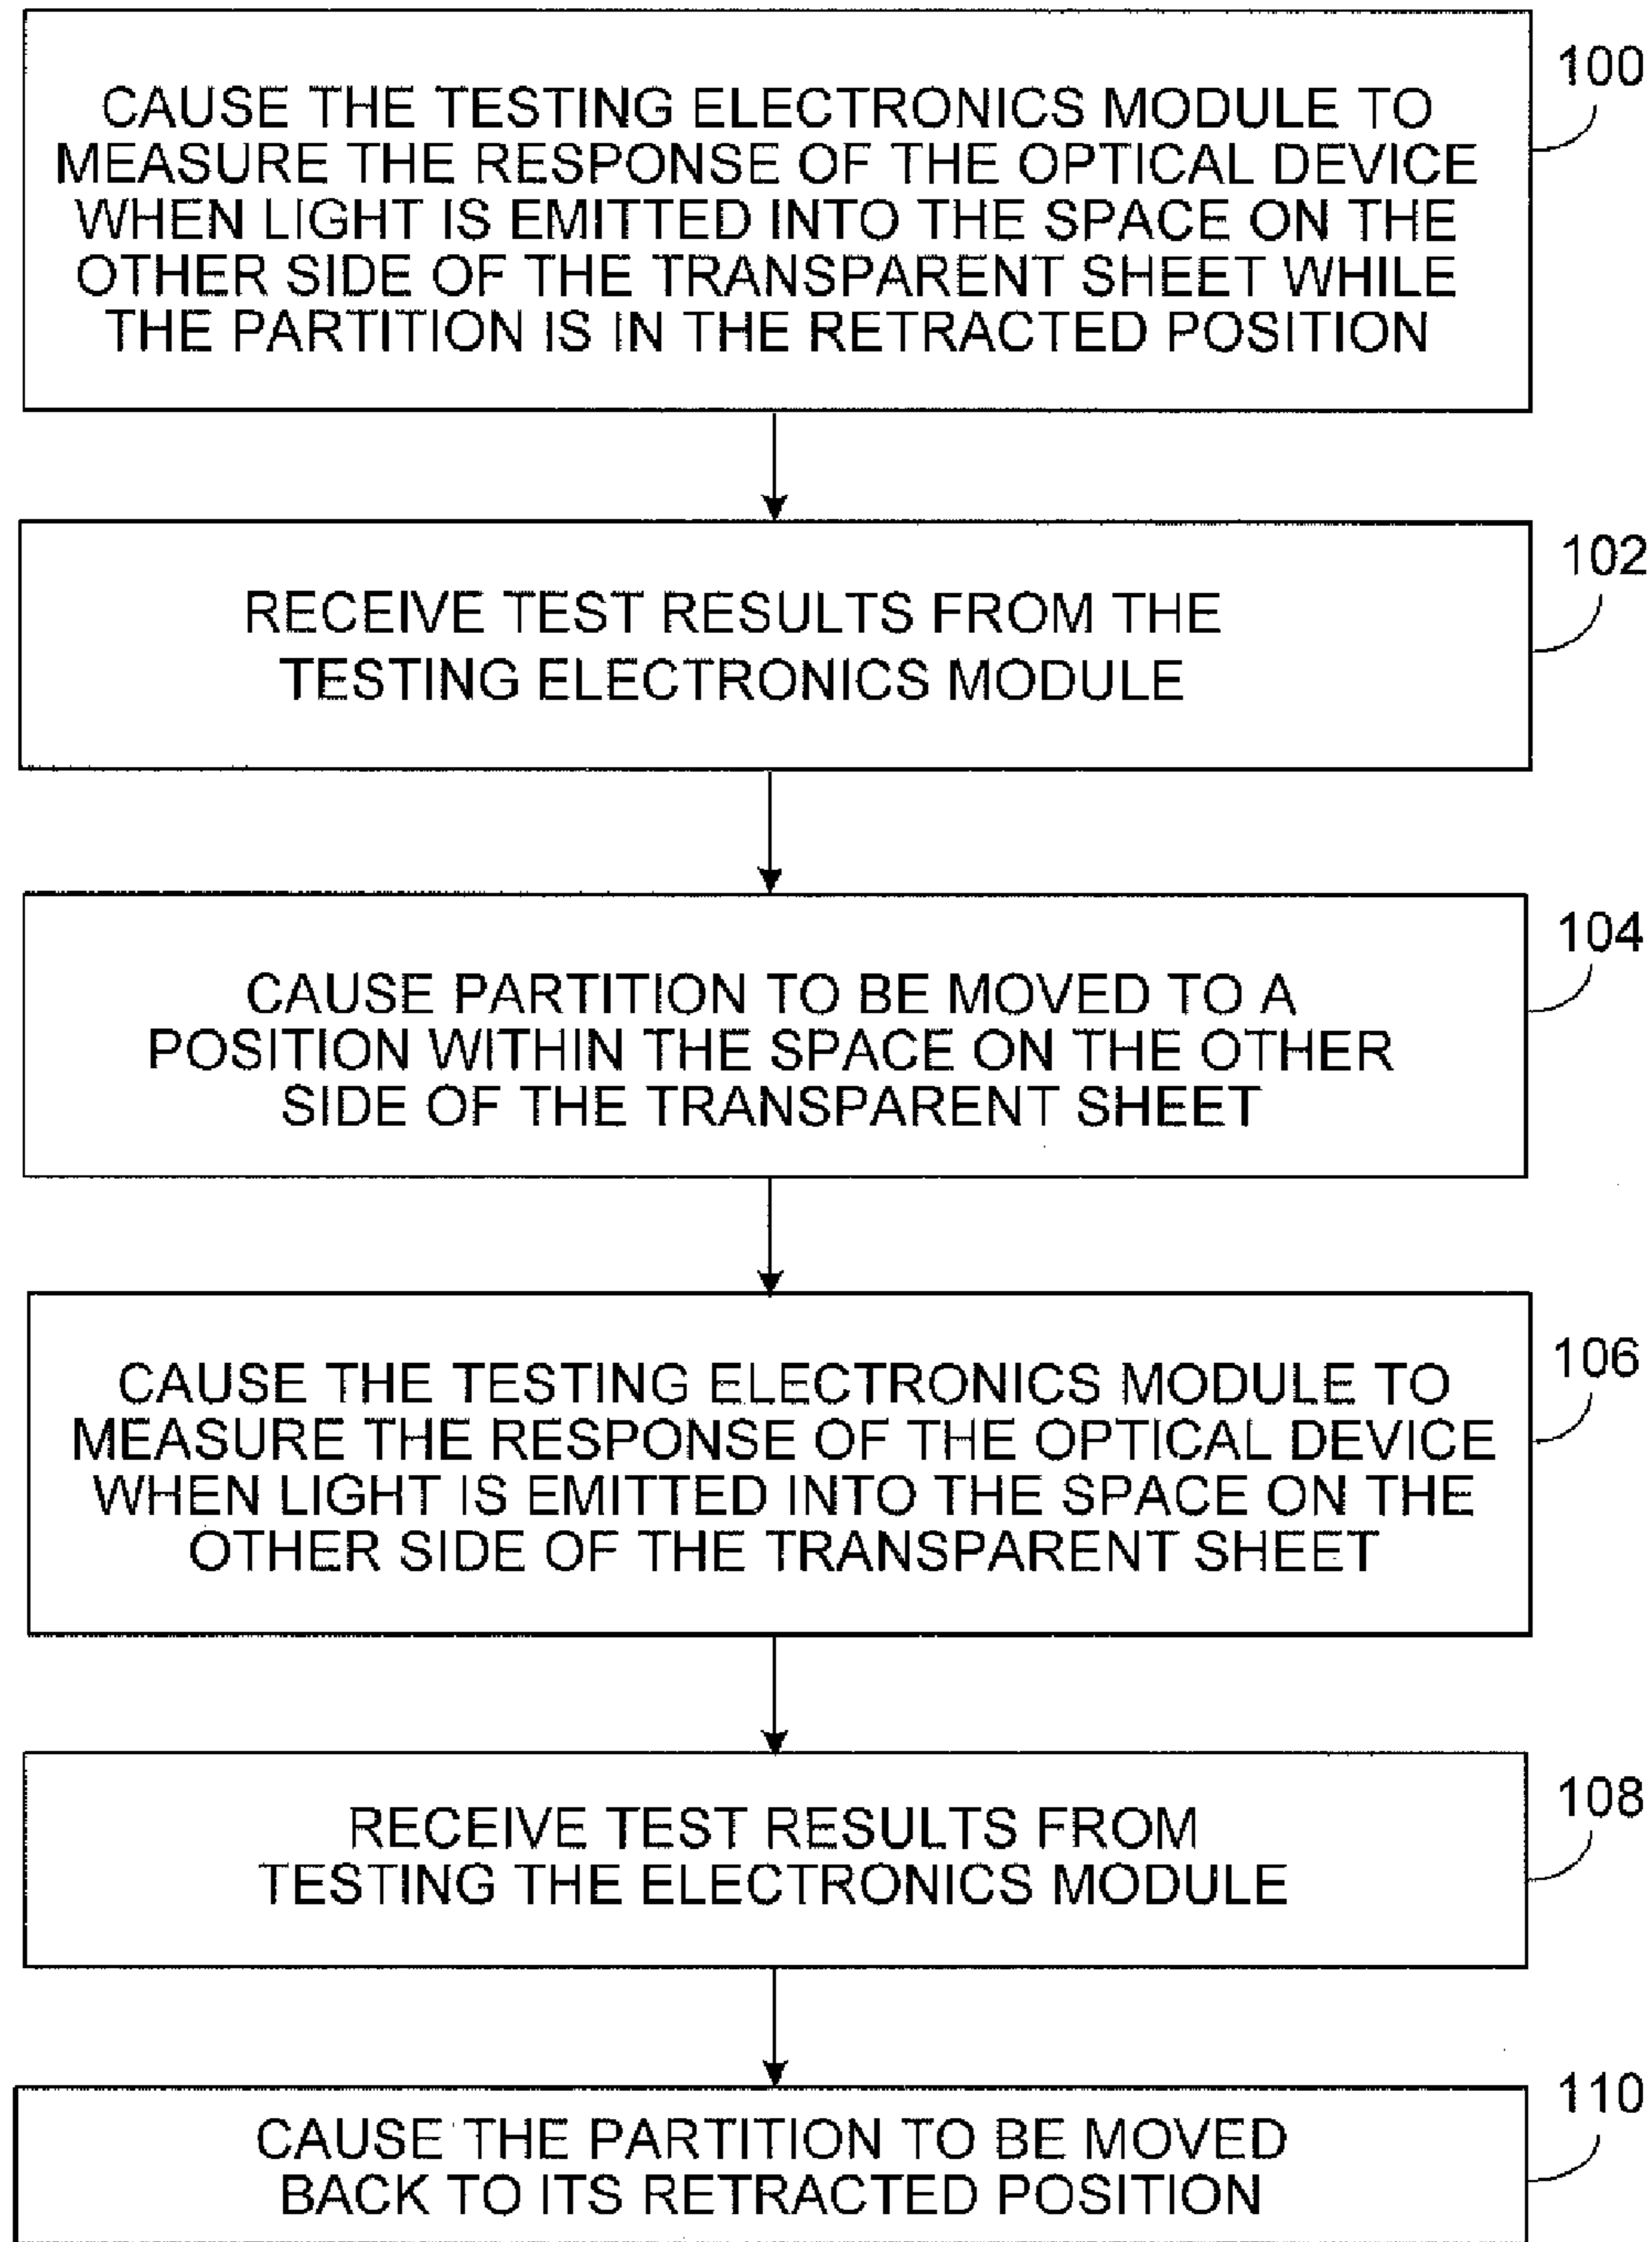 100
CAUSE THE TESTING ELECTRONICS MODULE TO
MEASURE THE RESPONSE OF THE OPTICAL DEVICE
WHEN LIGHT IS EMITTED INTO THE SPACE ON THE
OTHER SIDE OF THE TRANSPARENT SHEET WHILE
THE PARTITION IS IN THE RETRACTED POSITION
102
RECEIVE TEST RESULTS FROM THE
TESTING ELECTRONICS MODULE
104
CAUSE PARTITION TO BE MOVED TO A
POSITION WITHIN THE SPACE ON THE OTHER
SIDE OF THE TRANSPARENT SHEET
106
CAUSE THE TESTING ELECTRONICS MODULE TO
MEASURE THE RESPONSE OF THE OPTICAL DEVICE
WHEN LIGHT IS EMITTED INTO THE SPACE ON THE
OTHER SIDE OF THE TRANSPARENT SHEET
108
RECEIVE TEST RESULTS FROM
TESTING THE ELECTRONICS MODULE
110
CAUSE THE PARTITION TO BE MOVED
BACK TO ITS RETRACTED POSITION